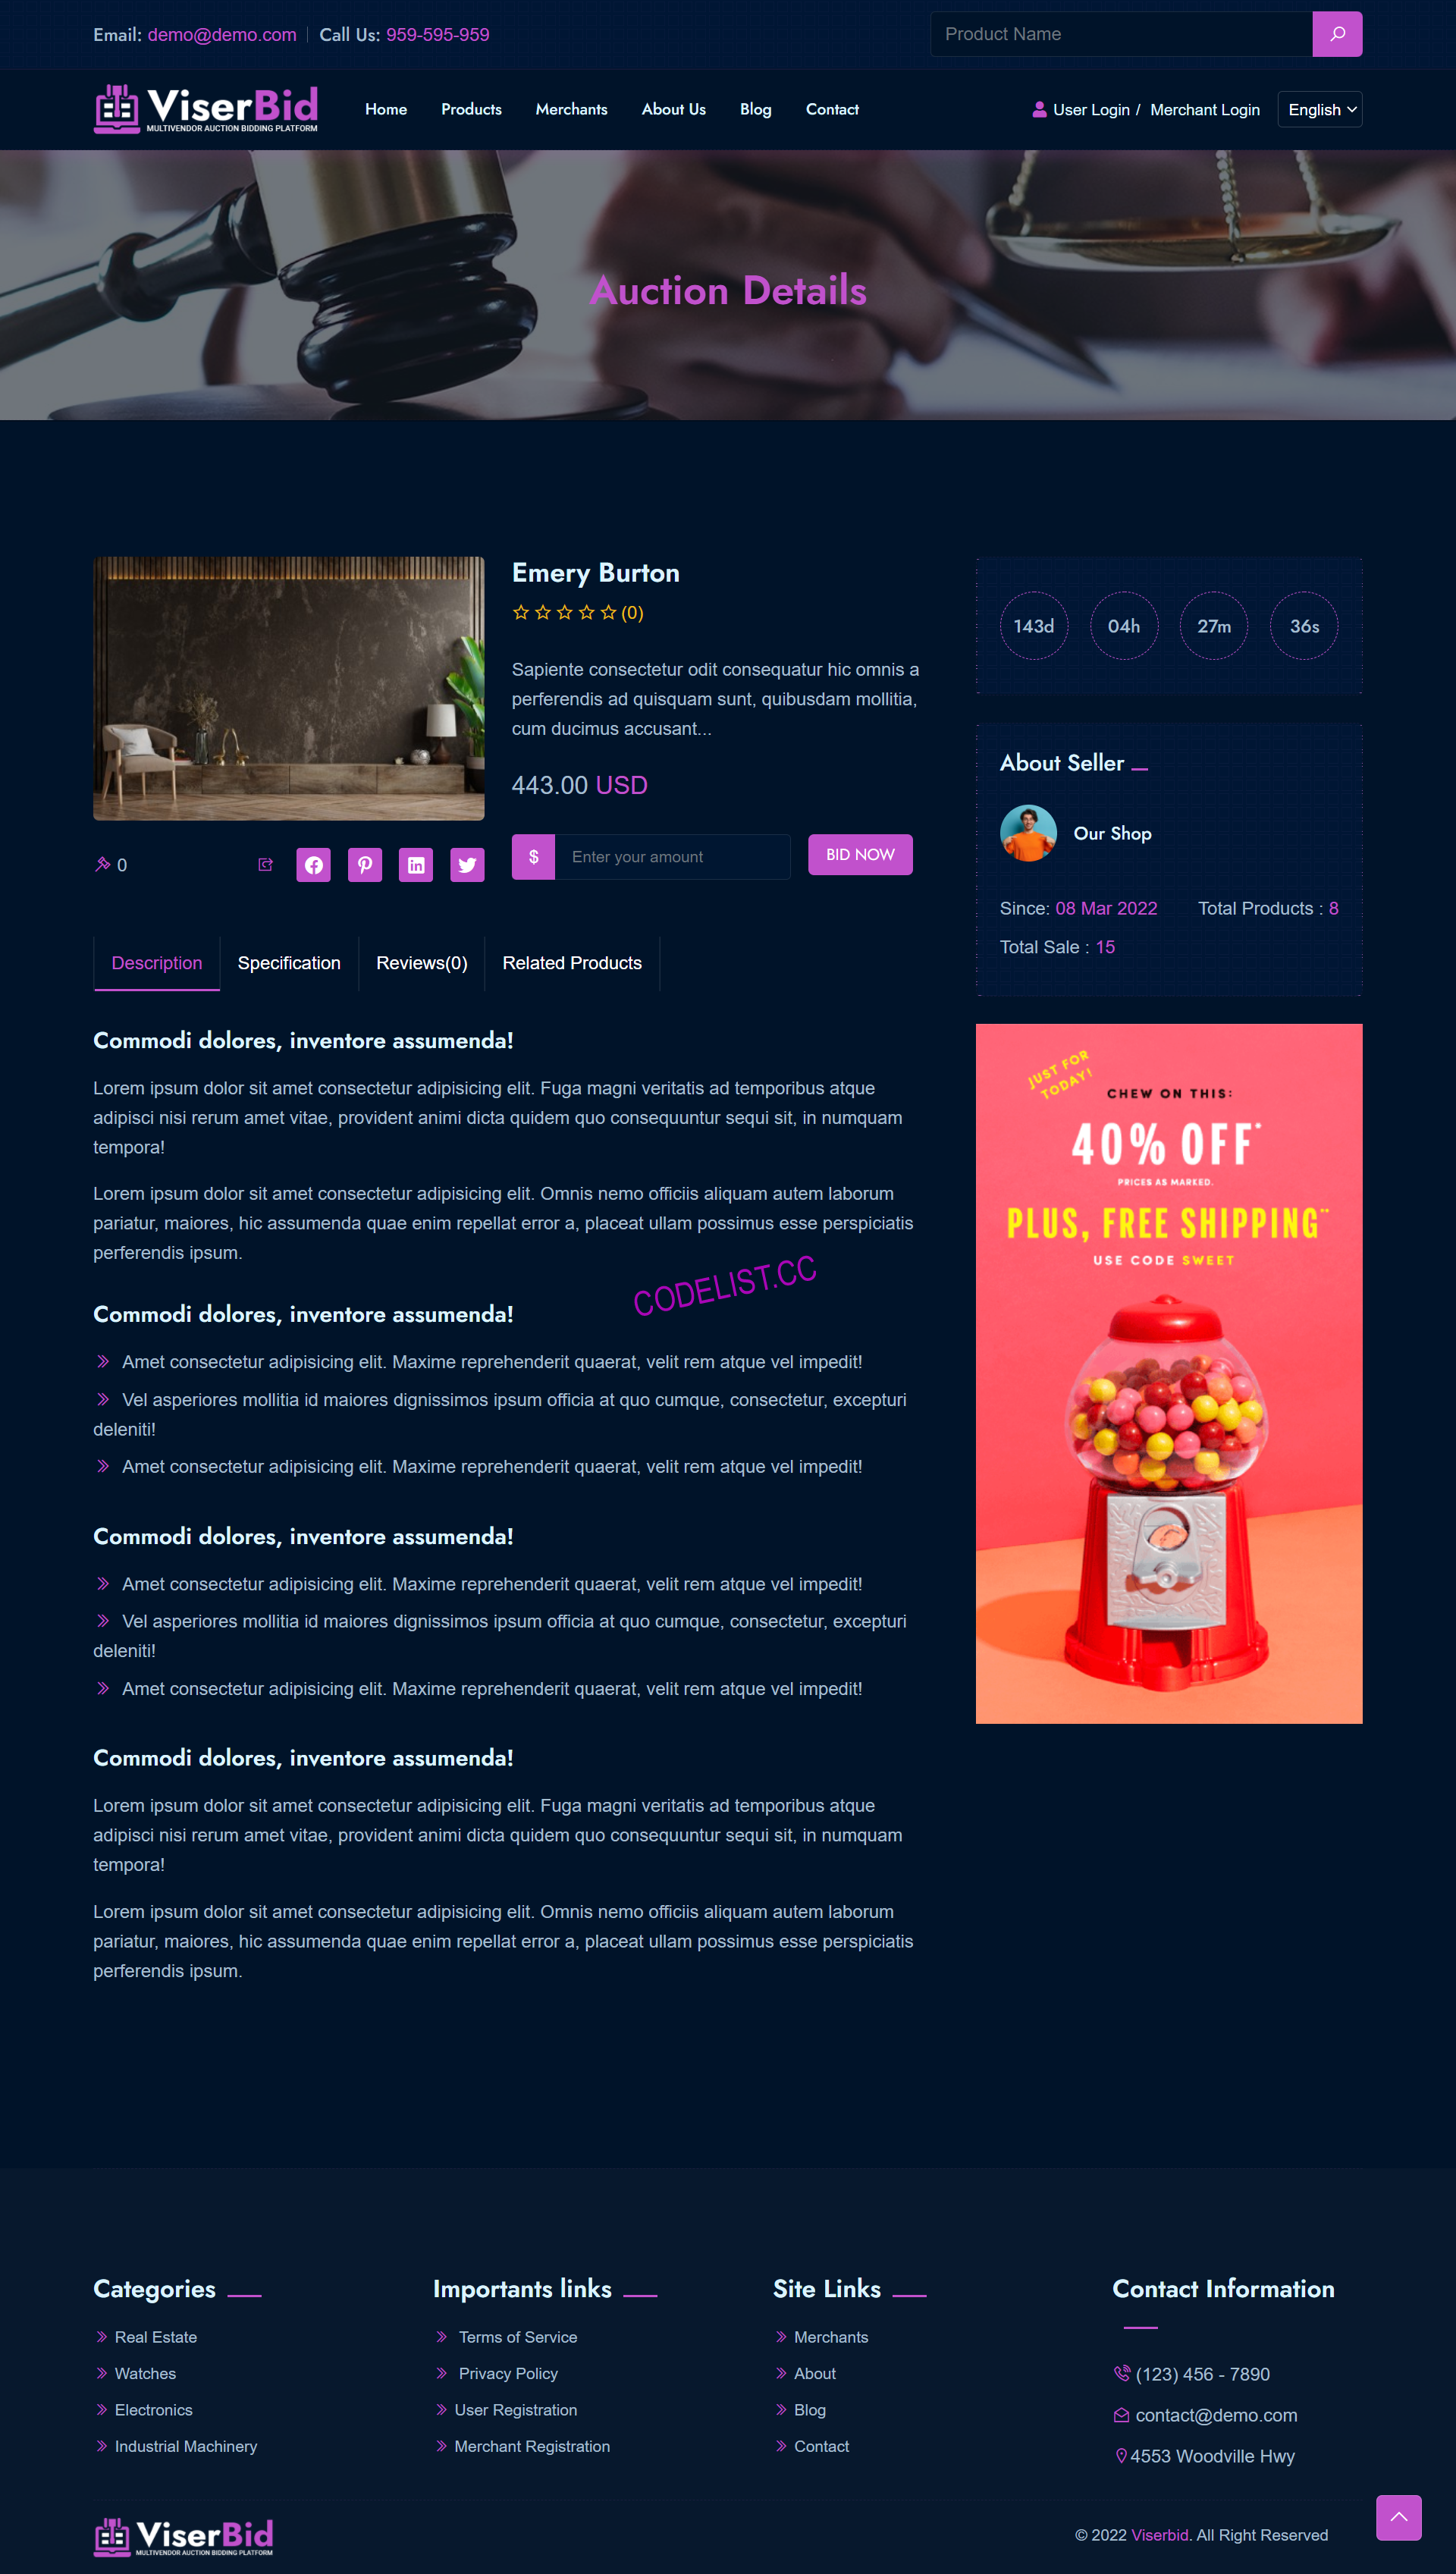 Email: demo@demo.com | Call Us: 959-595-959
Product Name
ViserBid
MULTIVENDOR AUCTION BIDDING PLATFORM
Home Products Merchants About Us Blog Contact
User Login / Merchant Login English
Auction Details
Emery Burton
(0)
Sapiente consectetur odit consequatur hic omnis a
perferendis ad quisquam sunt, quibusdam mollitia,
cum ducimus accusant...
443.00 USD
$ Enter your amount BID NOW
0
143d 04h 27m 36s
About Seller
Our Shop
Since: 08 Mar 2022 Total Products : 8
Total Sale : 15
Description Specification Reviews(0) Related Products
Commodi dolores, inventore assumenda!
Lorem ipsum dolor sit amet consectetur adipisicing elit. Fuga magni veritatis ad temporibus atque
adipisci nisi rerum amet vitae, provident animi dicta quidem quo consequuntur sequi sit, in numquam
tempora!
Lorem ipsum dolor sit amet consectetur adipisicing elit. Omnis nemo officiis aliquam autem laborum
pariatur, maiores, hic assumenda quae enim repellat error a, placeat ullam possimus esse perspiciatis
perferendis ipsum.
CODELIST.CC
Commodi dolores, inventore assumenda!
Amet consectetur adipisicing elit. Maxime reprehenderit quaerat, velit rem atque vel impedit!
Vel asperiores mollitia id maiores dignissimos ipsum officia at quo cumque, consectetur, excepturi
deleniti!
Amet consectetur adipisicing elit. Maxime reprehenderit quaerat, velit rem atque vel impedit!
Commodi dolores, inventore assumenda!
Amet consectetur adipisicing elit. Maxime reprehenderit quaerat, velit rem atque vel impedit!
Vel asperiores mollitia id maiores dignissimos ipsum officia at quo cumque, consectetur, excepturi
deleniti!
Amet consectetur adipisicing elit. Maxime reprehenderit quaerat, velit rem atque vel impedit!
Commodi dolores, inventore assumenda!
Lorem ipsum dolor sit amet consectetur adipisicing elit. Fuga magni veritatis ad temporibus atque
adipisci nisi rerum amet vitae, provident animi dicta quidem quo consequuntur sequi sit, in numquam
tempora!
Lorem ipsum dolor sit amet consectetur adipisicing elit. Omnis nemo officiis aliquam autem laborum
pariatur, maiores, hic assumenda quae enim repellat error a, placeat ullam possimus esse perspiciatis
perferendis ipsum.
JUST FOR
TODAY!
CHEW ON THIS:
40% OFF*
PRICES AS MARKED.
PLUS, FREE SHIPPING**
USE CODE SWEET
Categories
Real Estate
Watches
Electronics
Industrial Machinery
Importants links
Terms of Service
Privacy Policy
User Registration
Merchant Registration
Site Links
Merchants
About
Blog
Contact
Contact Information
(123) 456 - 7890
contact@demo.com
4553 Woodville Hwy
ViserBid
MULTIVENDOR AUCTION BIDDING PLATFORM
© 2022 Viserbid. All Right Reserved